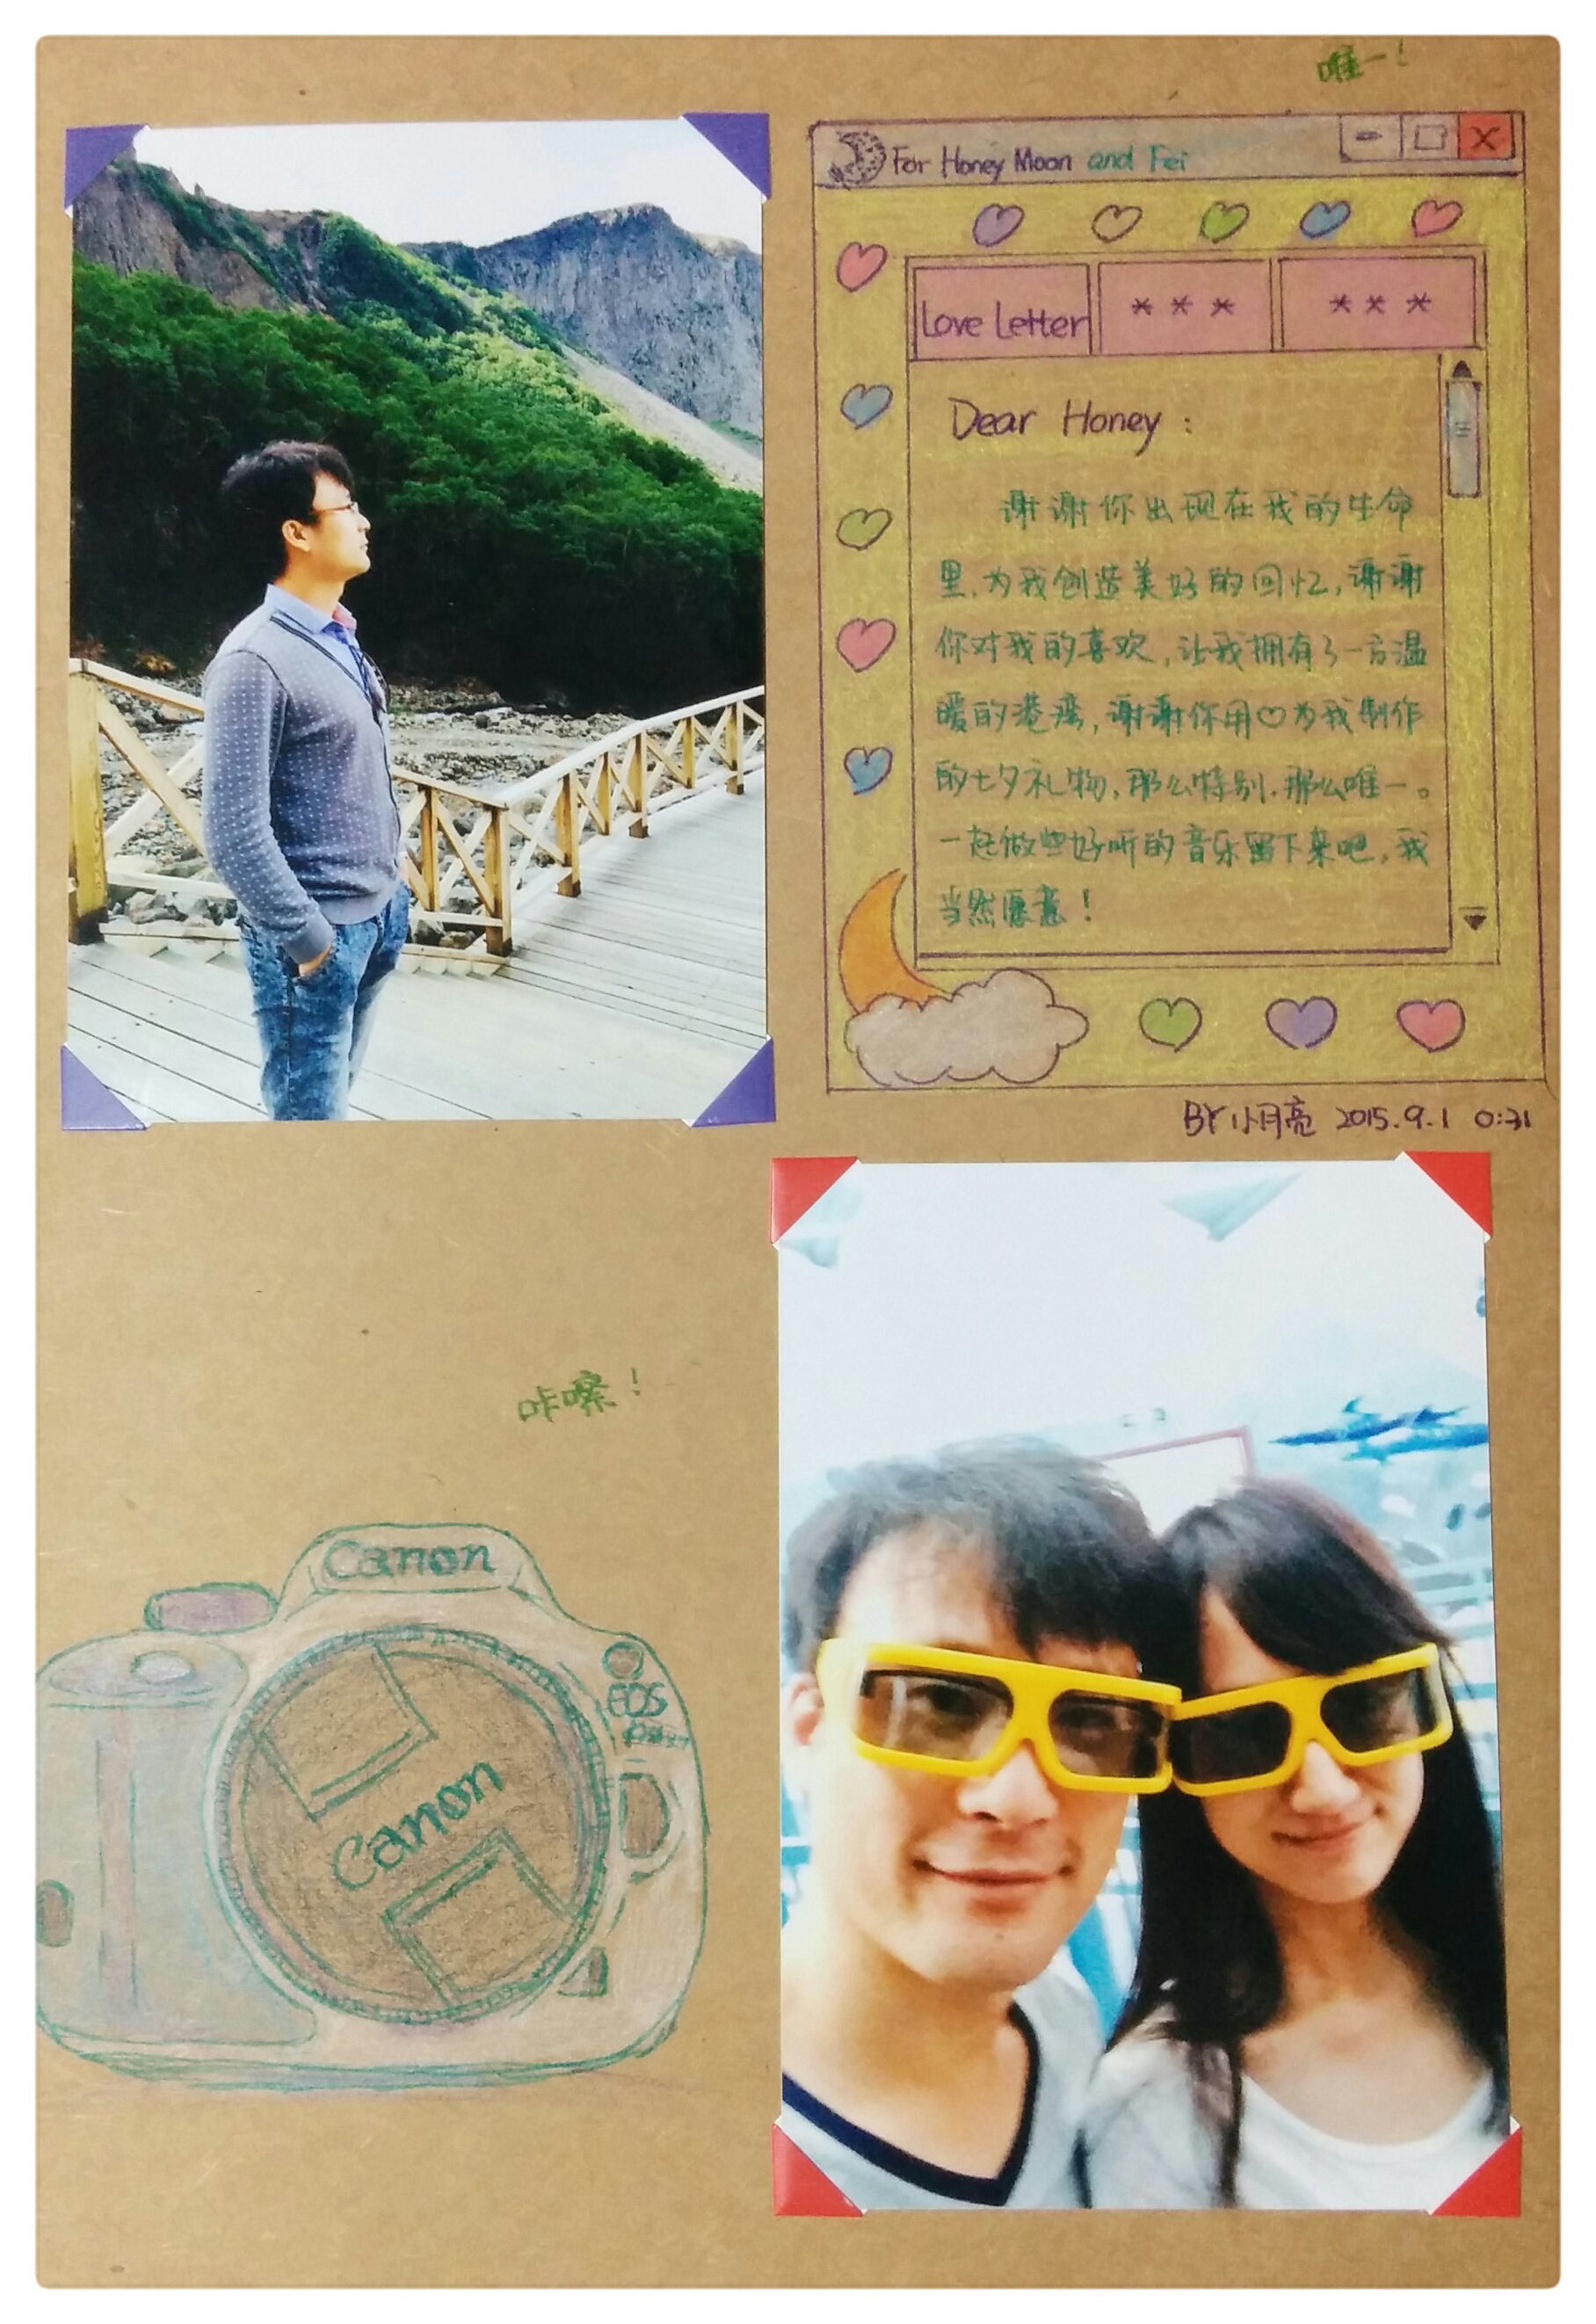 唯一!
For Honey Moon and Fei
Love Letter
* * *
* * *
Dear Honey:
谢谢你出现在我的生命
里,为我创造美好的回忆,谢谢
你对我的喜欢,让我拥有了一方温
暖的港湾,谢谢你用♡为我制作
的七夕礼物,那么特别,那么唯一。
一起做些好听的音乐留下来吧,我
当然愿意!
BY 小月亮 2015.9.1 0:31
咔嚓!
Canon
EOS
Canon